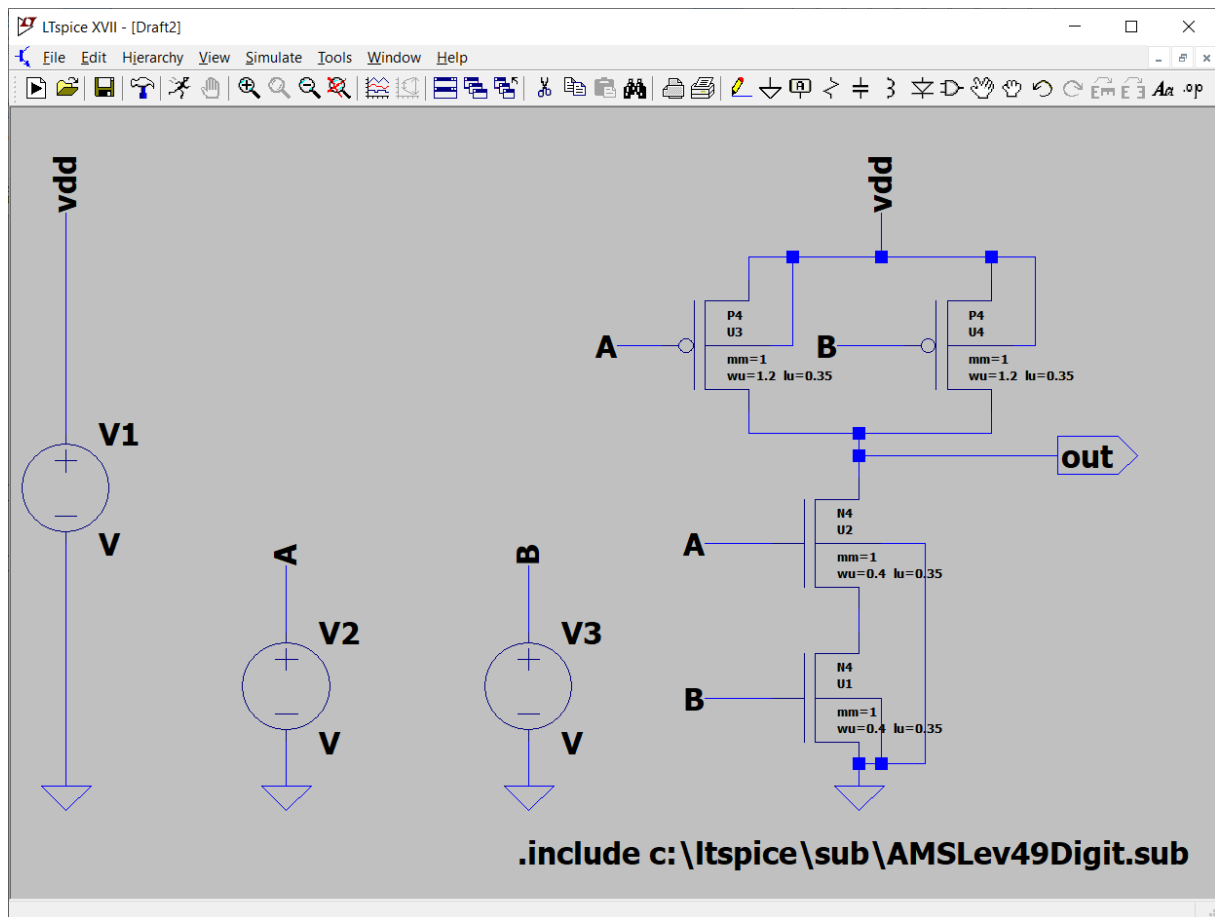 LTspice XVII - [Draft2]
File Edit Hierarchy View Simulate Tools Window Help
Aa .op
vdd
vdd
P4
U3
mm=1
wu=1.2 lu=0.35
A
P4
U4
mm=1
wu=1.2 lu=0.35
B
V1
V
out
A
V2
V
B
V3
V
N4
U2
mm=1
wu=0.4 lu=0.35
A
N4
U1
mm=1
wu=0.4 lu=0.35
B
.include c:\ltspice\sub\AMSLev49Digit.sub